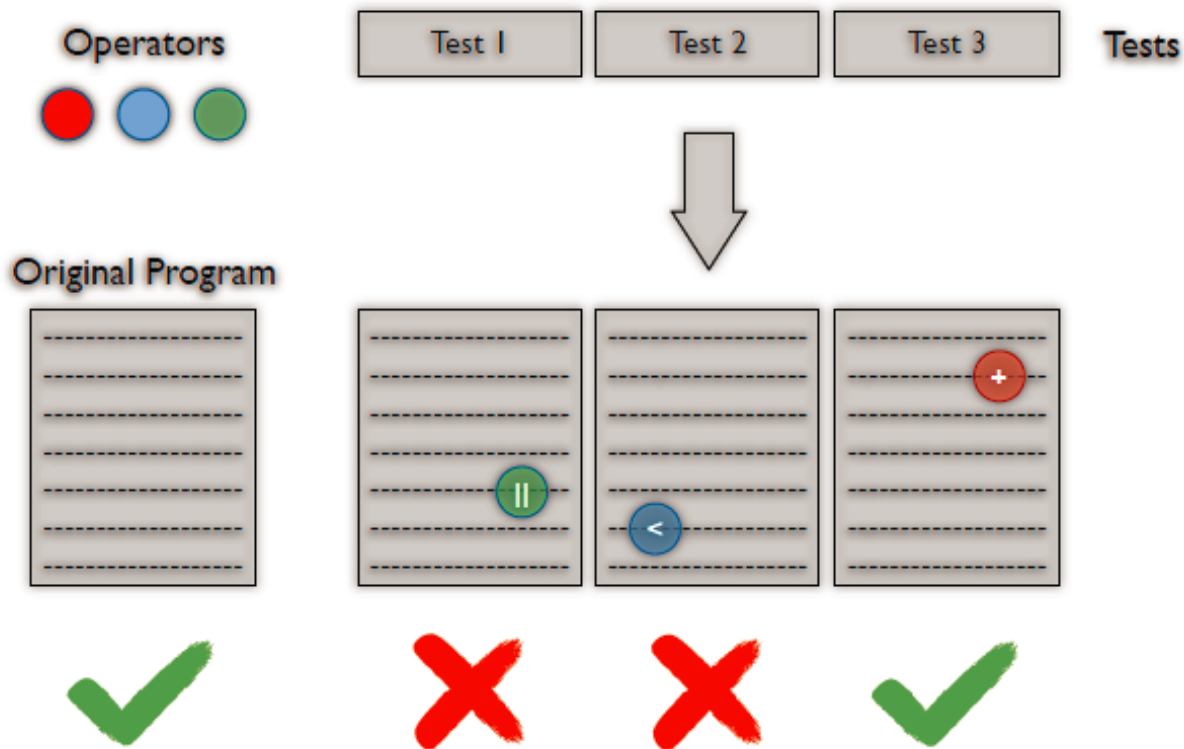 Operators
Test 1
Test 2
Test 3
Tests
Original Program
+
||
<